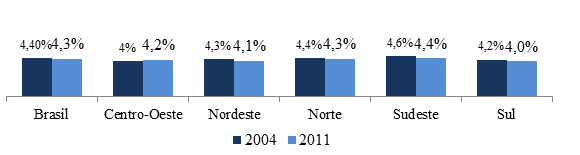 4,40% 4,3% 4% 4,2% 4,3% 4,1% 4,4% 4,3% 4,6% 4,4% 4,2% 4,0%
Brasil Centro-Oeste Nordeste Norte Sudeste Sul
2004 2011